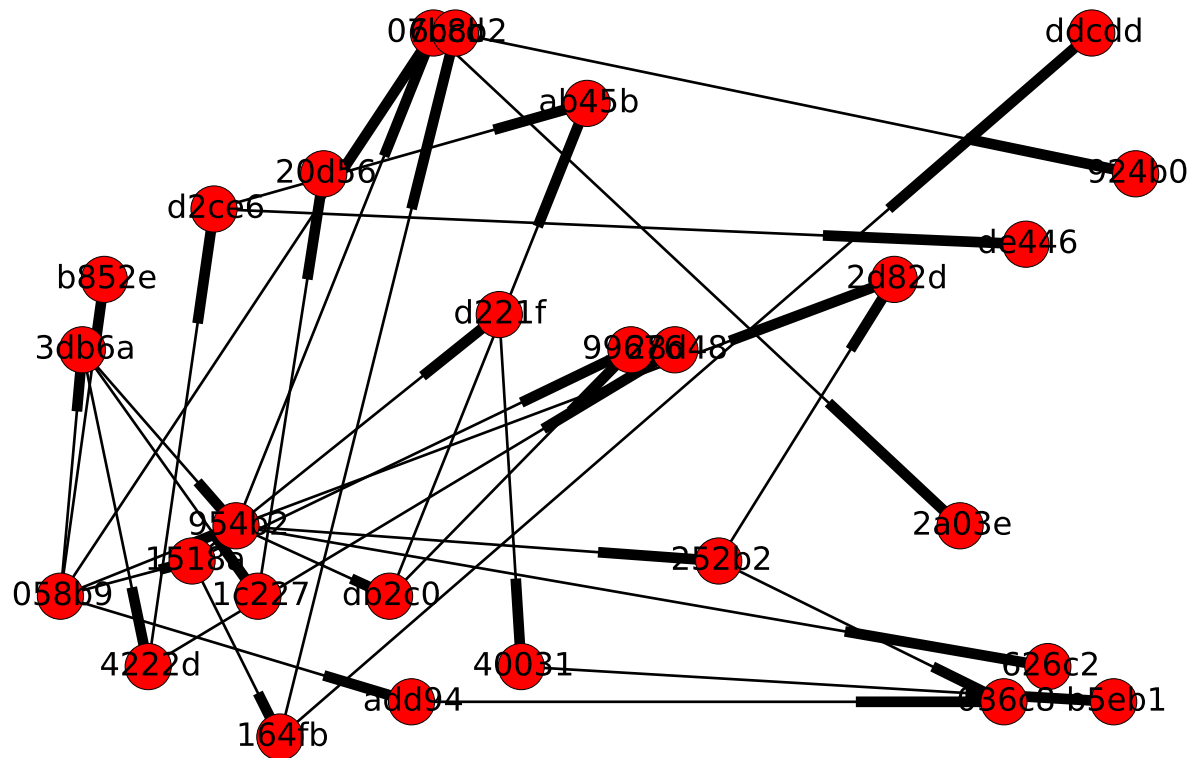 ddcdd
ab45b
20d56
924b0
d2ce6
de446
b852e
2d82d
d221f
3db6a
954b2
2a03e
1518a
252b2
058b9
1c227
db2c0
4222d
40031
626c2
add94
636c8
b5eb1
164fb